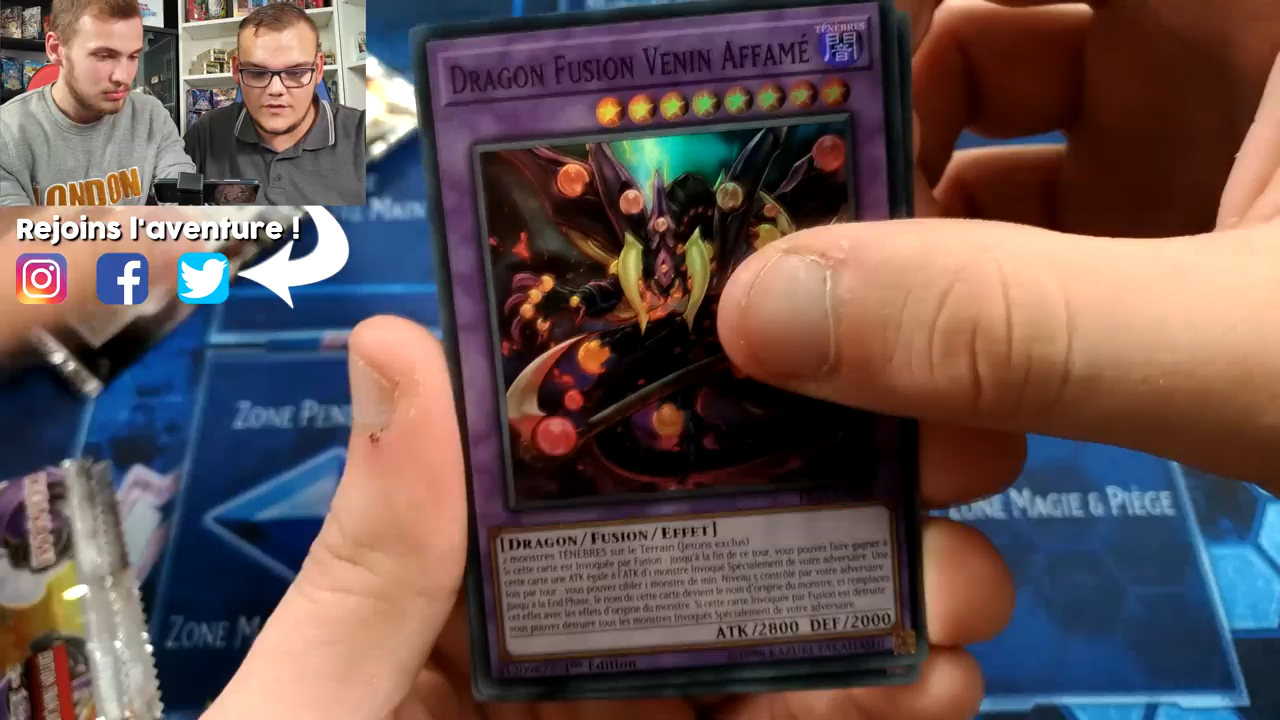 LONDON
Rejoins l'aventure !
MAIN
ZONE PEN
ZONE M
ZONE MAGIE & PIÈGE
DRAGON FUSION VENIN AFFAMÉ
TÉNÈBRES
闇
[DRAGON/FUSION/EFFET]
2 monstres TÉNÈBRES sur le Terrain (Jetons exclus)
Si cette carte est Invoquée par Fusion : jusqu'à la fin de ce tour, vous pouvez faire gagner à
cette carte une ATK égale à l'ATK d'1 monstre Invoqué Spécialement de votre adversaire. Une
fois par tour : vous pouvez cibler 1 monstre de min. Niveau 5 contrôlé par votre adversaire
jusqu'à la End Phase, le nom de cette carte devient le nom d'origine du monstre, et remplacez
cet effet avec les effets d'origine du monstre. Si cette carte Invoquée par Fusion est détruite
vous pouvez détruire tous les monstres Invoqués Spécialement de votre adversaire.
ATK/2800 DEF/2000
1st Edition
1996 KAZUKI TAKAHASHI